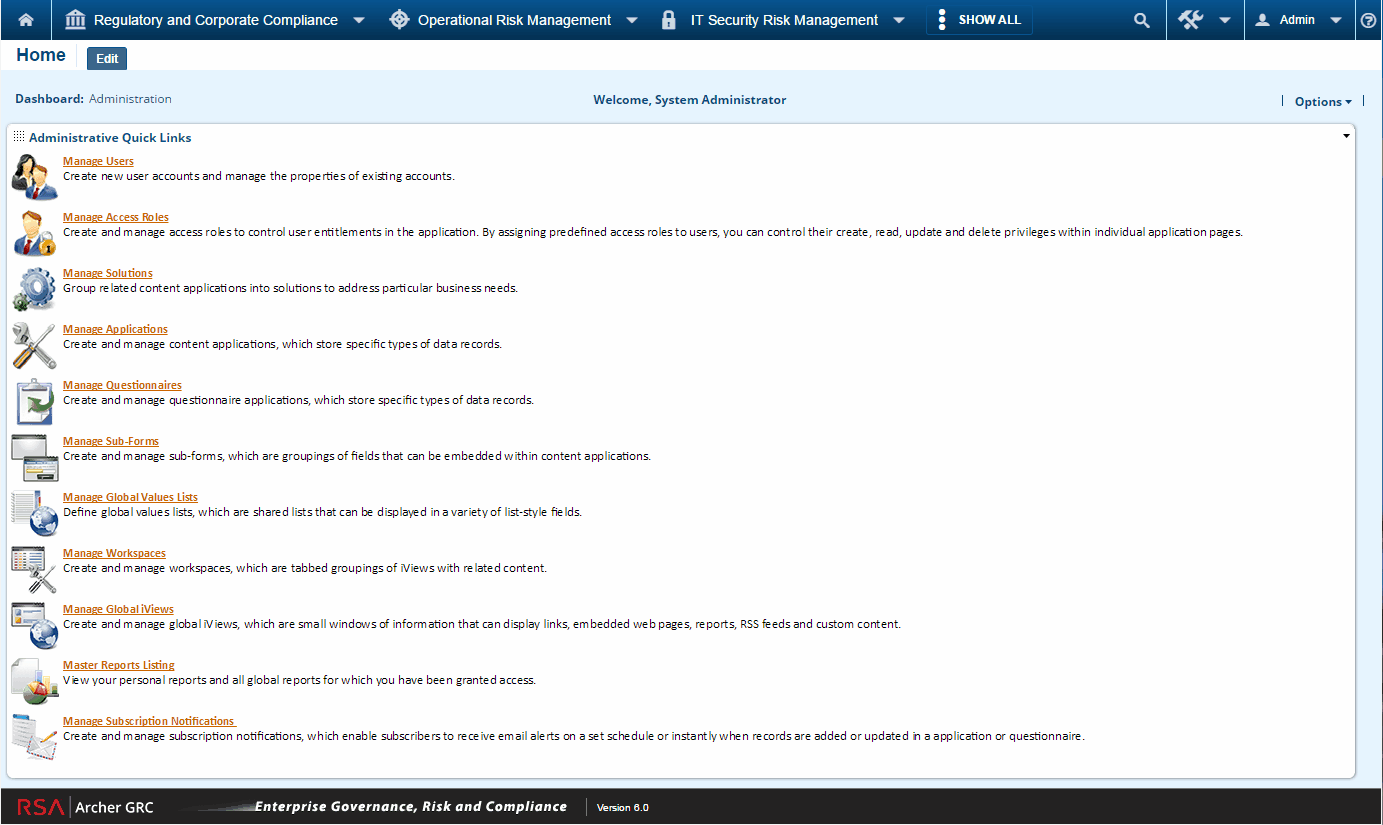 Regulatory and Corporate Compliance Operational Risk Management IT Security Risk Management SHOW ALL Admin
Home Edit
Dashboard: Administration Welcome, System Administrator Options
Administrative Quick Links
Manage Users
Create new user accounts and manage the properties of existing accounts.
Manage Access Roles
Create and manage access roles to control user entitlements in the application. By assigning predefined access roles to users, you can control their create, read, update and delete privileges within individual application pages.
Manage Solutions
Group related content applications into solutions to address particular business needs.
Manage Applications
Create and manage content applications, which store specific types of data records.
Manage Questionnaires
Create and manage questionnaire applications, which store specific types of data records.
Manage Sub-Forms
Create and manage sub-forms, which are groupings of fields that can be embedded within content applications.
Manage Global Values Lists
Define global values lists, which are shared lists that can be displayed in a variety of list-style fields.
Manage Workspaces
Create and manage workspaces, which are tabbed groupings of iViews with related content.
Manage Global iViews
Create and manage global iViews, which are small windows of information that can display links, embedded web pages, reports, RSS feeds and custom content.
Master Reports Listing
View your personal reports and all global reports for which you have been granted access.
Manage Subscription Notifications
Create and manage subscription notifications, which enable subscribers to receive email alerts on a set schedule or instantly when records are added or updated in a application or questionnaire.
RSA Archer GRC Enterprise Governance, Risk and Compliance Version 6.0